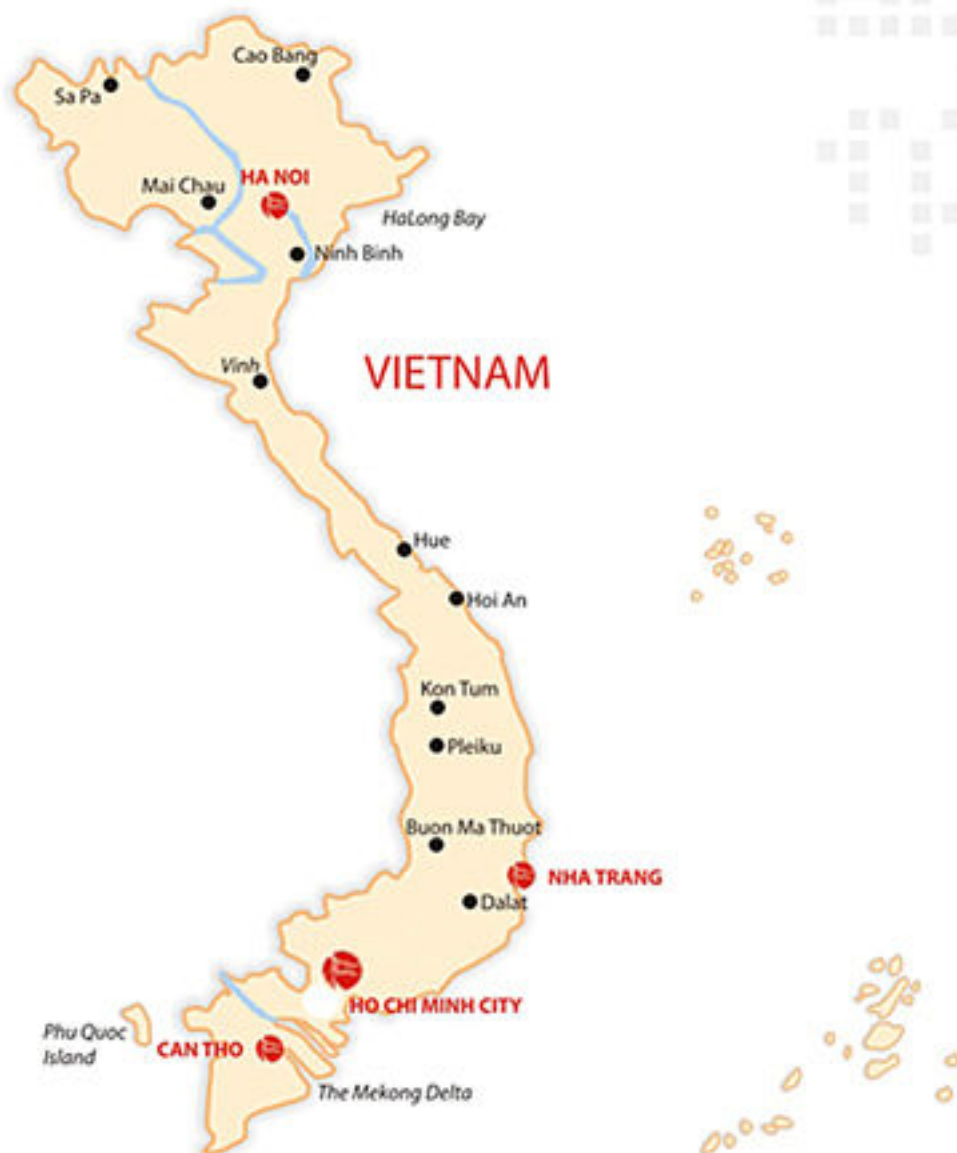 Cao Bang
Sa Pa
HA NOI
Mai Chau
HaLong Bay
Ninh Binh
Vinh
VIETNAM
Hue
Hoi An
Kon Tum
Pleiku
Buon Ma Thuot
NHA TRANG
Dalat
HO CHI MINH CITY
Phu Quoc
Island
CAN THO
The Mekong Delta